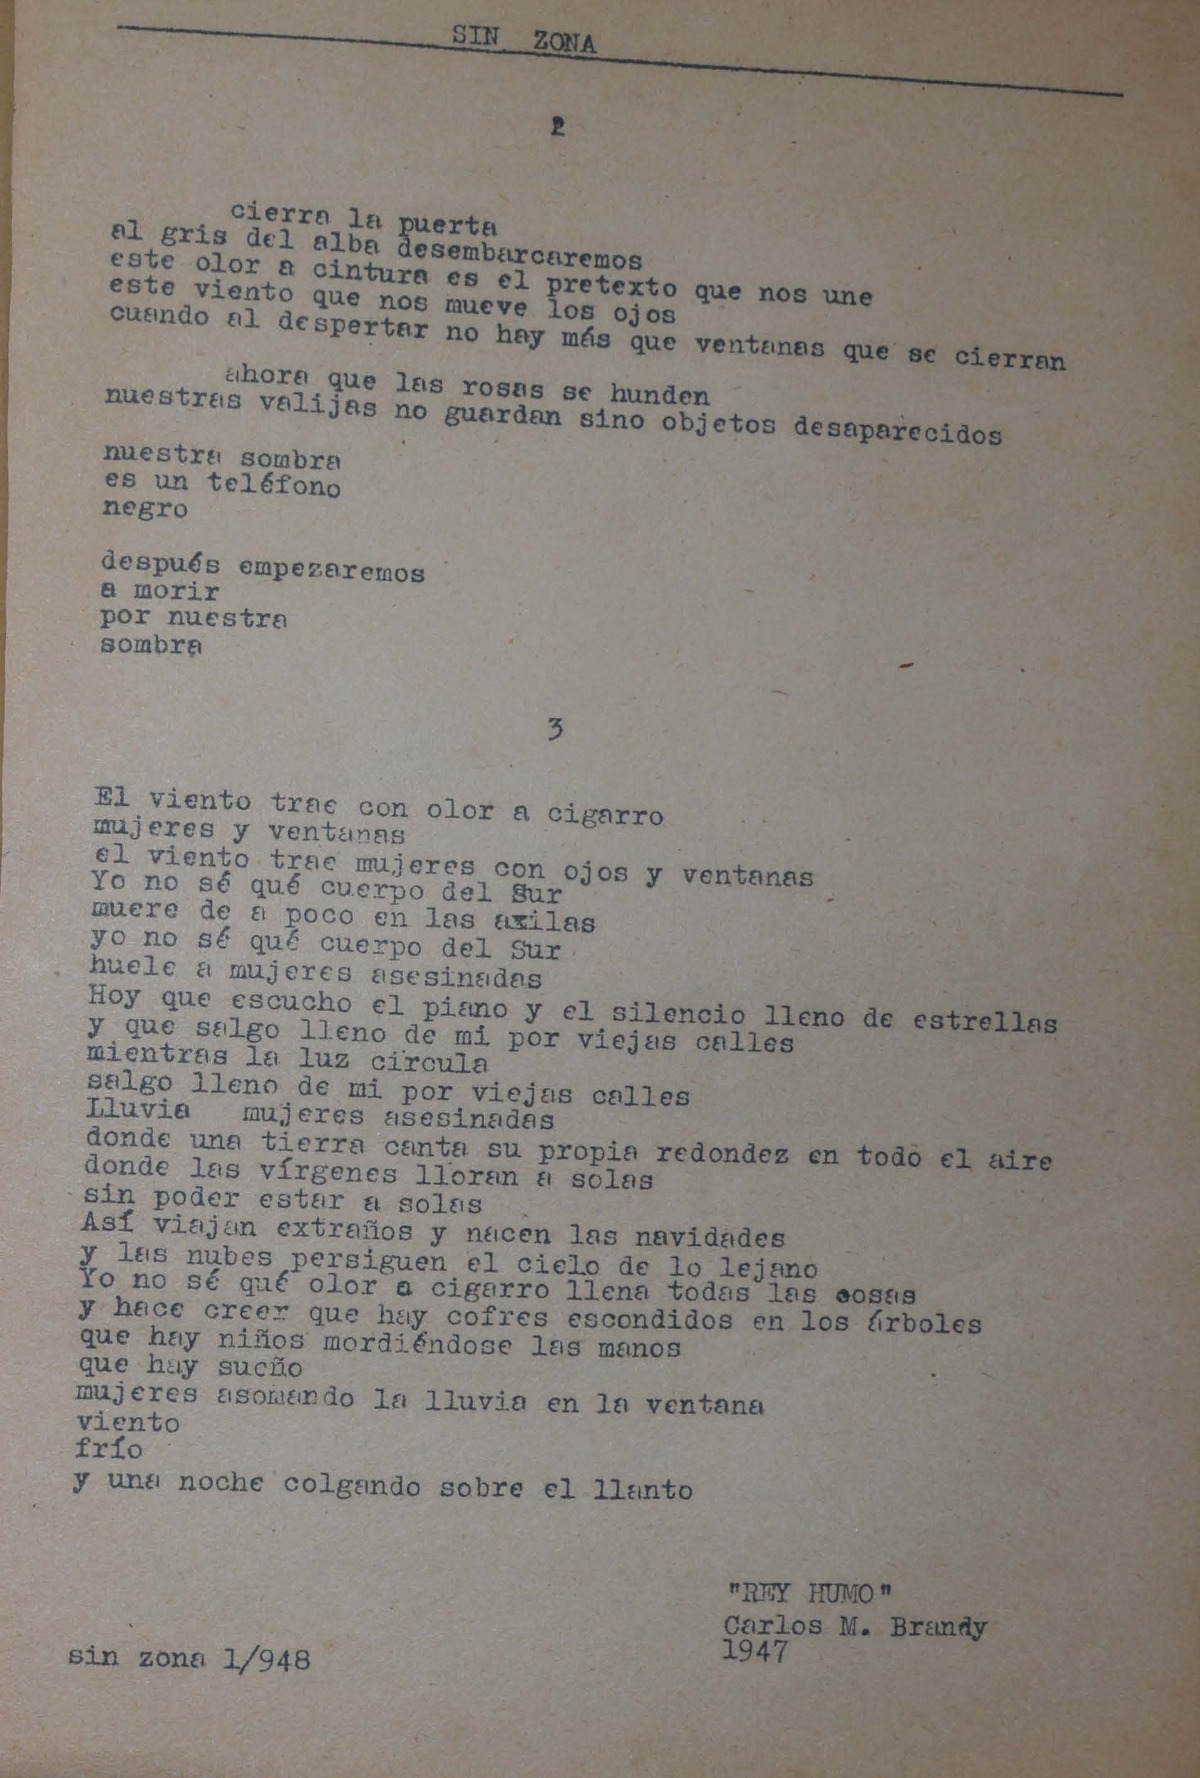 SIN ZONA
2
cierra la puerta
al gris del alba desembarcaremos
este olor a cintura es el pretexto que nos une
este viento que nos mueve los ojos
cuando al despertar no hay más que ventanas que se cierran
ahora que las rosas se hunden
nuestras valijas no guardan sino objetos desaparecidos
nuestra sombra
es un teléfono
negro
después empezaremos
a morir
por nuestra
sombra
3
El viento trae con olor a cigarro
mujeres y ventanas
el viento trae mujeres con ojos y ventanas
Yo no sé qué cuerpo del Sur
muere de a poco en las axilas
yo no sé qué cuerpo del Sur
huele a mujeres asesinadas
Hoy que escucho el piano y el silencio lleno de estrellas
y que salgo lleno de mi por viejas calles
mientras la luz circula
salgo lleno de mi por viejas calles
Lluvia mujeres asesinadas
donde una tierra canta su propia redondez en todo el aire
donde las vírgenes lloran a solas
sin poder estar a solas
Así viajan extraños y nacen las navidades
y las nubes persiguen el cielo de lo lejano
Yo no sé qué olor a cigarro llena todas las cosas
y hace creer que hay cofres escondidos en los árboles
que hay niños mordiéndose las manos
que hay sueño
mujeres asomando la lluvia en la ventana
viento
frío
y una noche colgando sobre el llanto
"REY HUMO"
Carlos M. Brandy
1947
sin zona 1/948